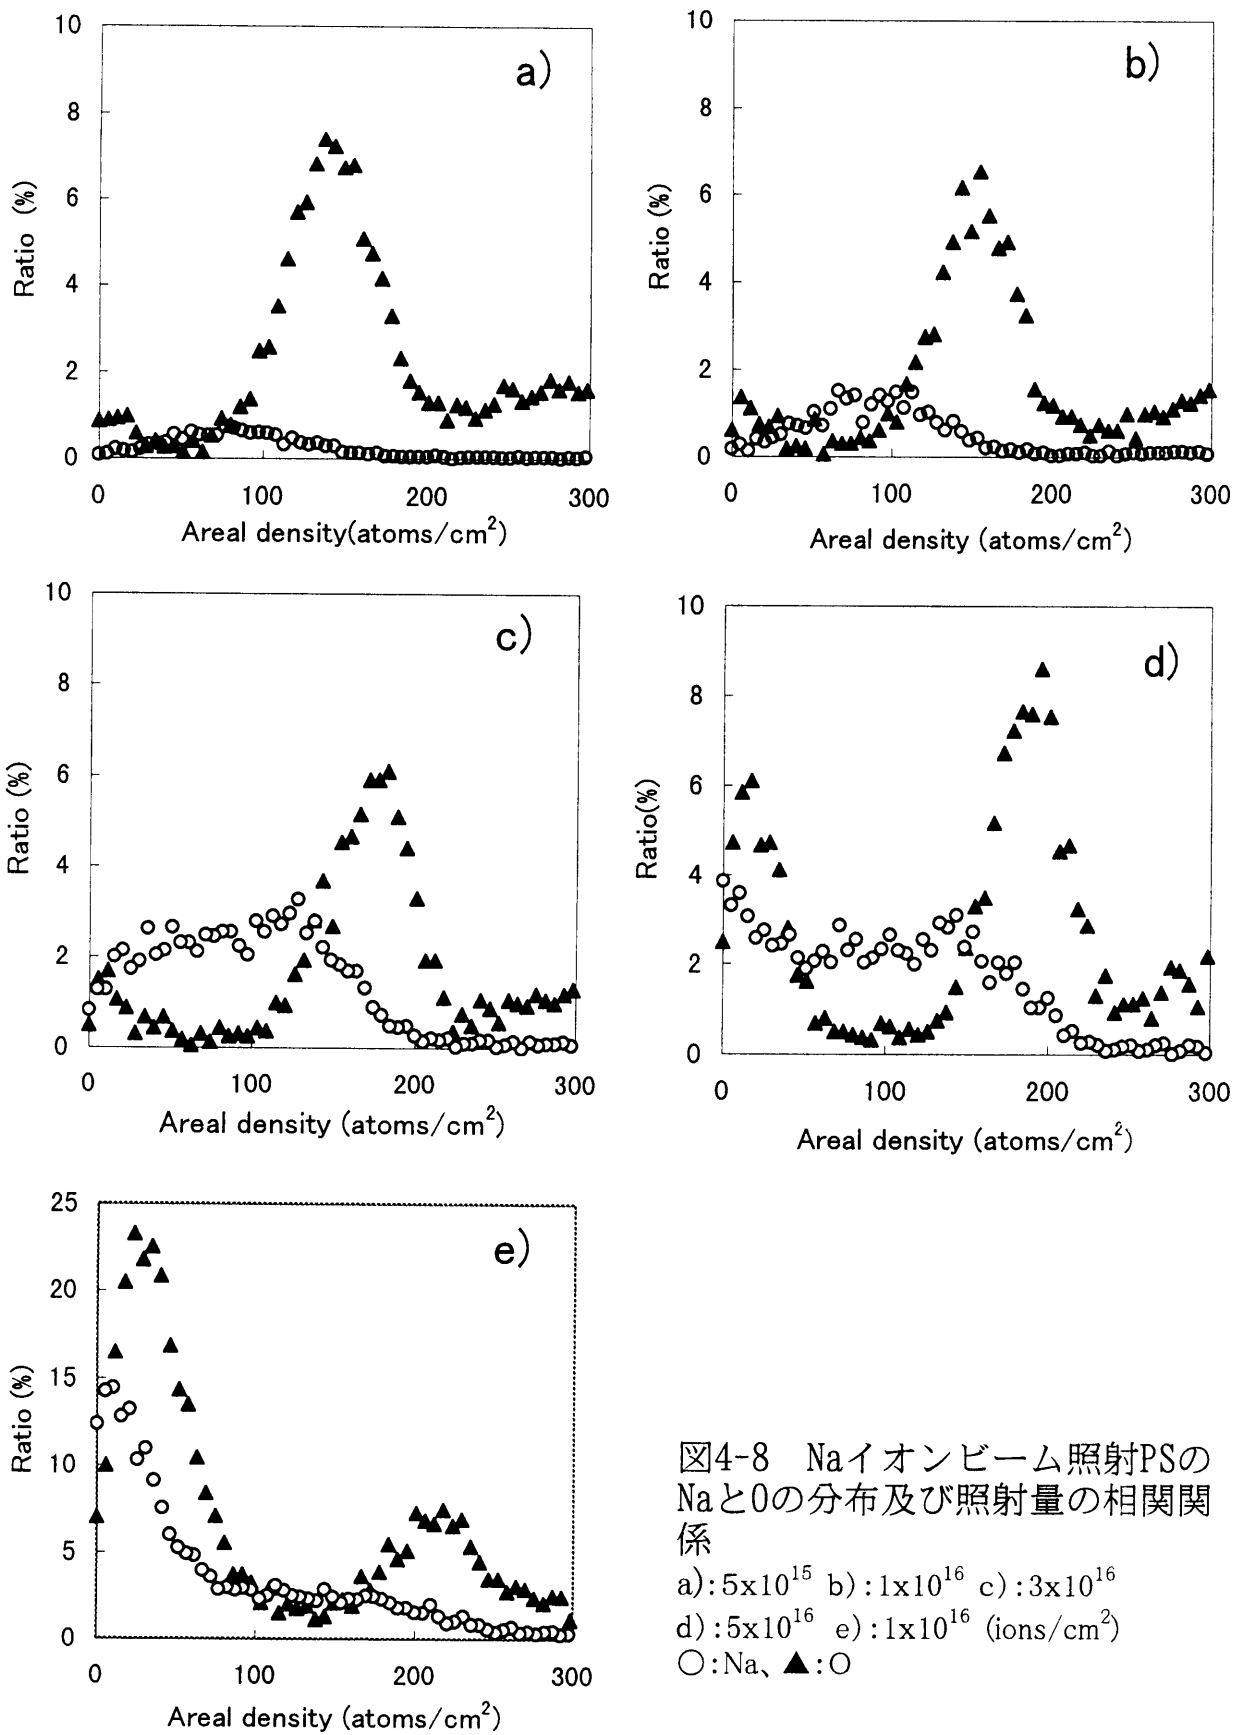 a)
10
8
6
4
2
0
Ratio (%)
0 100 200 300
Areal density(atoms/cm²)
b)
10
8
6
4
2
0
Ratio (%)
0 100 200 300
Areal density (atoms/cm²)
c)
10
8
6
4
2
0
Ratio (%)
0 100 200 300
Areal density (atoms/cm²)
d)
10
8
6
4
2
0
Ratio(%)
0 100 200 300
Areal density (atoms/cm²)
e)
25
20
15
10
5
0
Ratio (%)
0 100 200 300
Areal density (atoms/cm²)
図4-8 Naイオンビーム照射PSの
NaとOの分布及び照射量の相関関
係
a):5x10¹⁵ b):1x10¹⁶ c):3x10¹⁶
d):5x10¹⁶ e):1x10¹⁶ (ions/cm²)
○:Na、▲:O